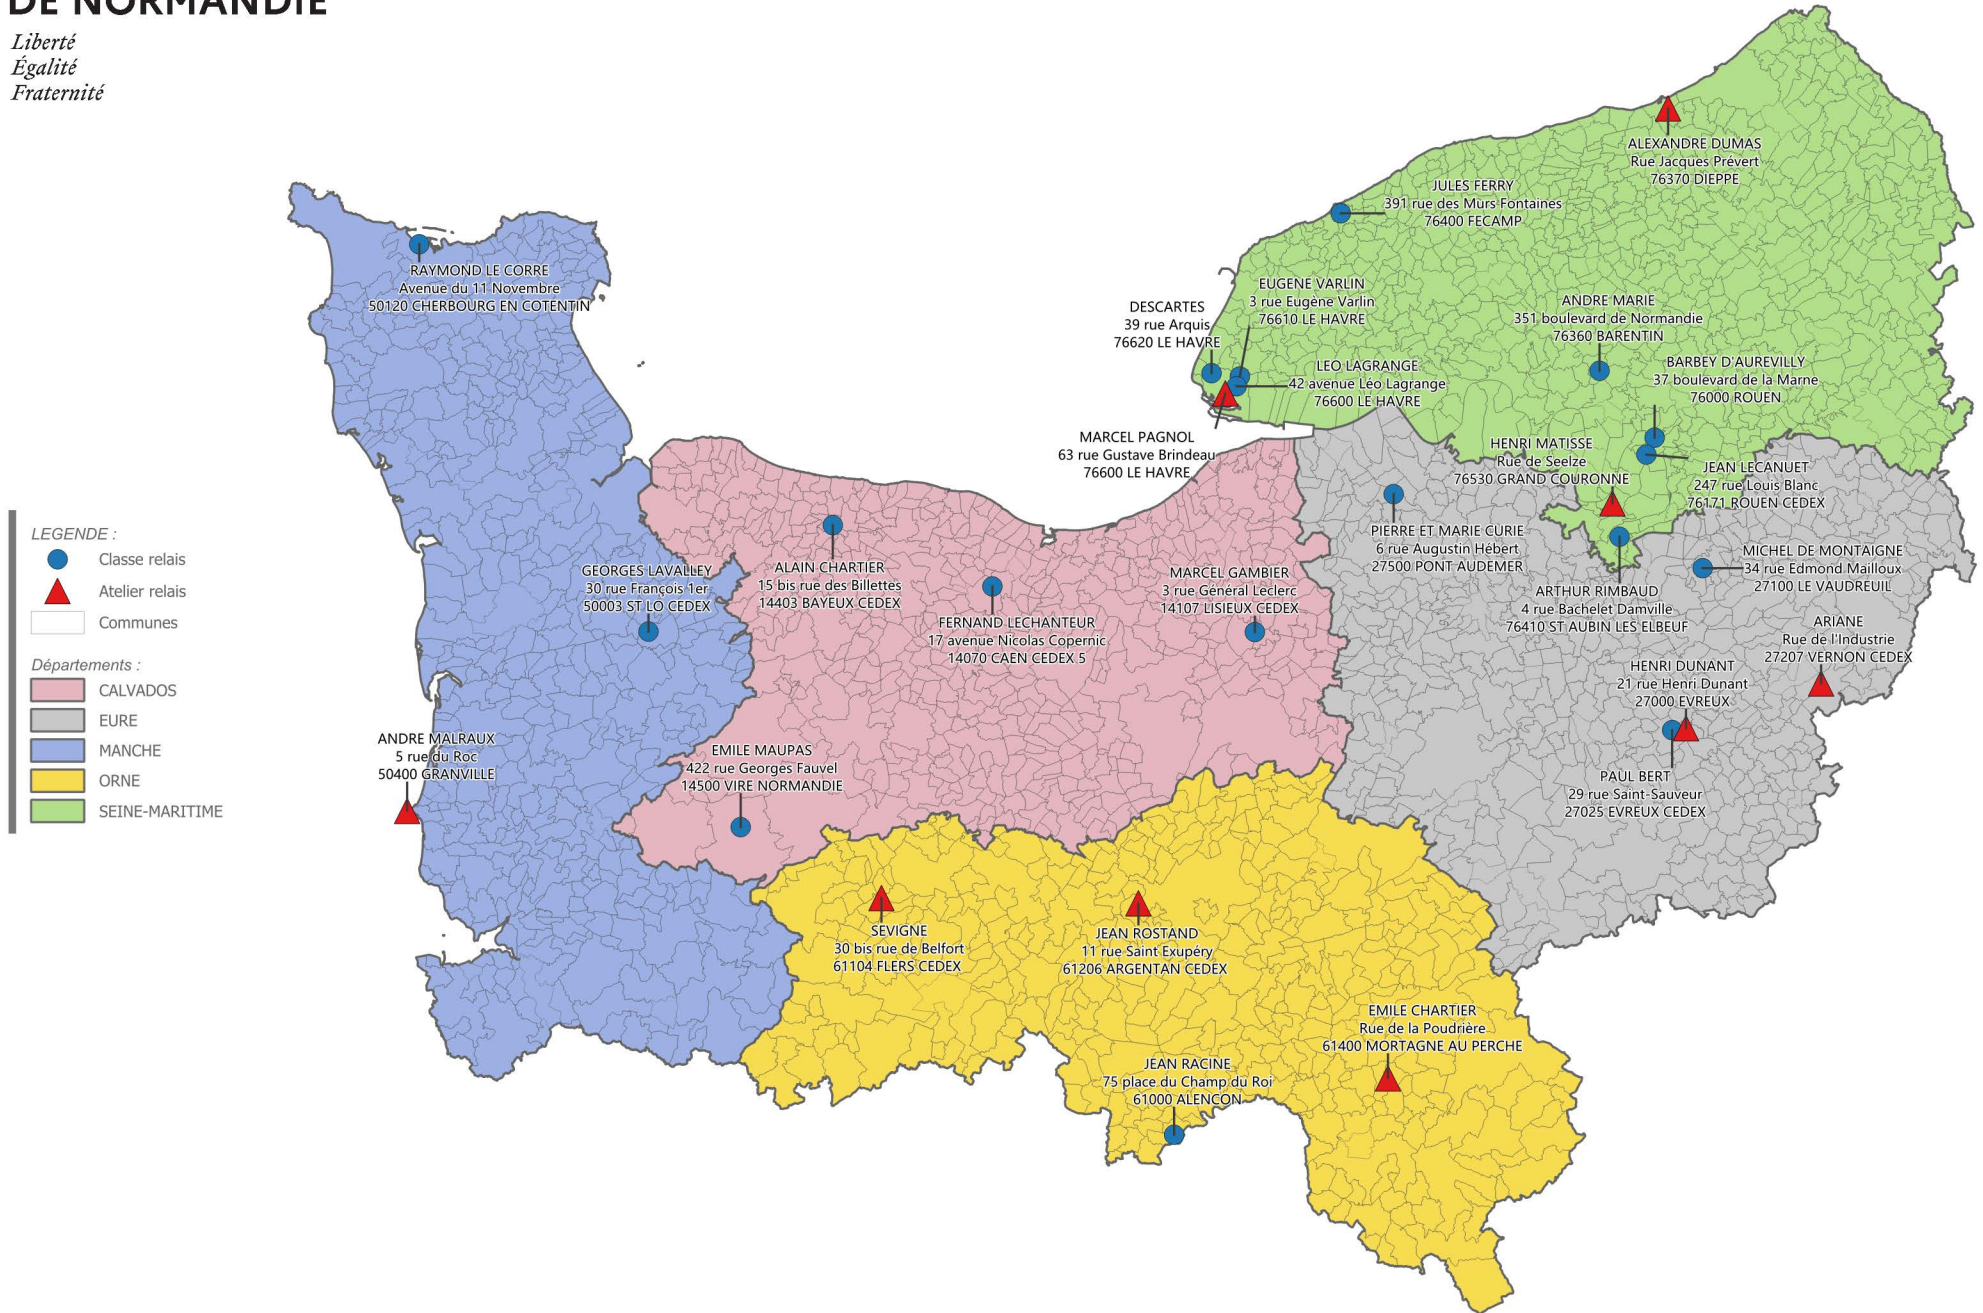 DE NORMANDIE
Liberté
Égalité
Fraternité
ALEXANDRE DUMAS
Rue Jacques Prévert
76370 DIEPPE
JULES FERRY
391 rue des Murs Fontaines
76400 FECAMP
RAYMOND LE CORRE
Avenue du 11 Novembre
50120 CHERBOURG EN COTENTIN
EUGENE VARLIN
3 rue Eugène Varlin
76610 LE HAVRE
DESCARTES
39 rue Arquis
76620 LE HAVRE
ANDRE MARIE
351 boulevard de Normandie
76360 BARENTIN
LEO LAGRANGE
42 avenue Léo Lagrange
76600 LE HAVRE
BARBEY D'AUREVILLY
37 boulevard de la Marne
76000 ROUEN
MARCEL PAGNOL
63 rue Gustave Brindeau
76600 LE HAVRE
HENRI MATISSE
Rue de Seelze
76530 GRAND COURONNE
JEAN LECANUET
247 rue Louis Blanc
76171 ROUEN CEDEX
PIERRE ET MARIE CURIE
6 rue Augustin Hébert
27500 PONT AUDEMER
MICHEL DE MONTAIGNE
34 rue Edmond Mailloux
27100 LE VAUDREUIL
GEORGES LAVALLEY
30 rue François 1er
50003 ST LO CEDEX
ALAIN CHARTIER
15 bis rue des Billettes
14403 BAYEUX CEDEX
MARCEL GAMBIER
3 rue Général Leclerc
14107 LISIEUX CEDEX
FERNAND LECHANTEUR
17 avenue Nicolas Copernic
14070 CAEN CEDEX 5
ARTHUR RIMBAUD
4 rue Bachelet Damville
76410 ST AUBIN LES ELBEUF
ARIANE
Rue de l'Industrie
27207 VERNON CEDEX
HENRI DUNANT
21 rue Henri Dunant
27000 EVREUX
LEGENDE :
Classe relais
Atelier relais
Communes
Départements :
CALVADOS
EURE
MANCHE
ORNE
SEINE-MARITIME
ANDRE MALRAUX
5 rue du Roc
50400 GRANVILLE
EMILE MAUPAS
422 rue Georges Fauvel
14500 VIRE NORMANDIE
PAUL BERT
29 rue Saint-Sauveur
27025 EVREUX CEDEX
SEVIGNE
30 bis rue de Belfort
61104 FLERS CEDEX
JEAN ROSTAND
11 rue Saint Exupéry
61206 ARGENTAN CEDEX
EMILE CHARTIER
Rue de la Poudrière
61400 MORTAGNE AU PERCHE
JEAN RACINE
75 place du Champ du Roi
61000 ALENCON